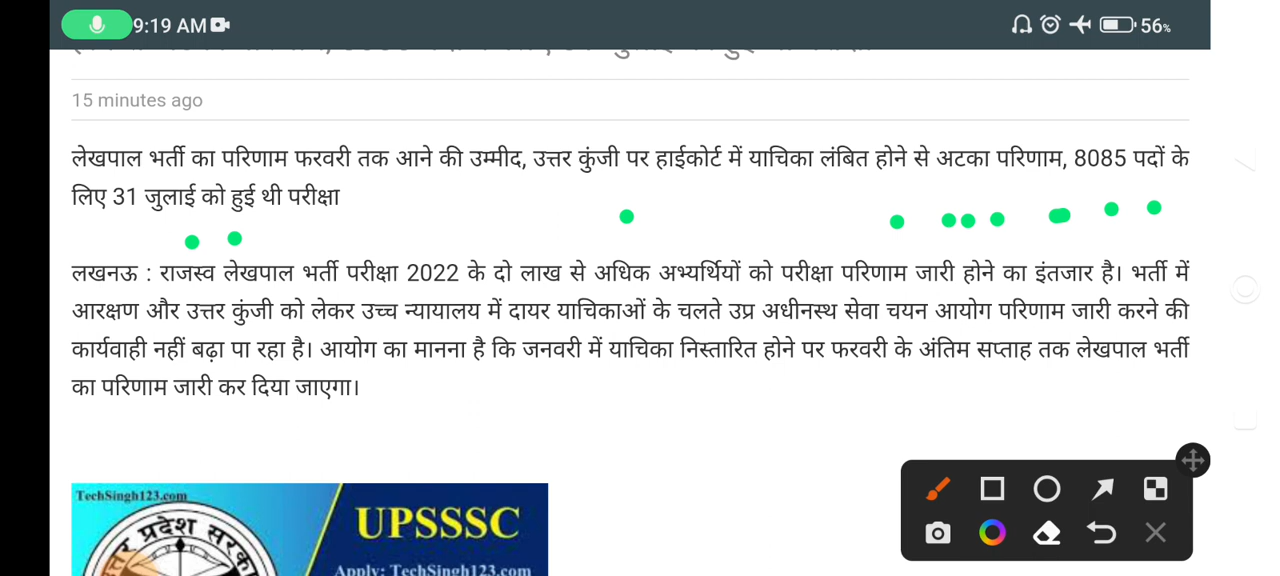 9:19 AM
56%
15 minutes ago
लेखपाल भर्ती का परिणाम फरवरी तक आने की उम्मीद, उत्तर कुंजी पर हाईकोर्ट में याचिका लंबित होने से अटका परिणाम, 8085 पदों के
लिए 31 जुलाई को हुई थी परीक्षा
लखनऊ : राजस्व लेखपाल भर्ती परीक्षा 2022 के दो लाख से अधिक अभ्यर्थियों को परीक्षा परिणाम जारी होने का इंतजार है। भर्ती में
आरक्षण और उत्तर कुंजी को लेकर उच्च न्यायालय में दायर याचिकाओं के चलते उप्र अधीनस्थ सेवा चयन आयोग परिणाम जारी करने की
कार्यवाही नहीं बढ़ा पा रहा है। आयोग का मानना है कि जनवरी में याचिका निस्तारित होने पर फरवरी के अंतिम सप्ताह तक लेखपाल भर्ती
का परिणाम जारी कर दिया जाएगा।
TechSingh123.com
उत्तर प्रदेश सरकार
UPSSSC
Apply: TechSingh123.com